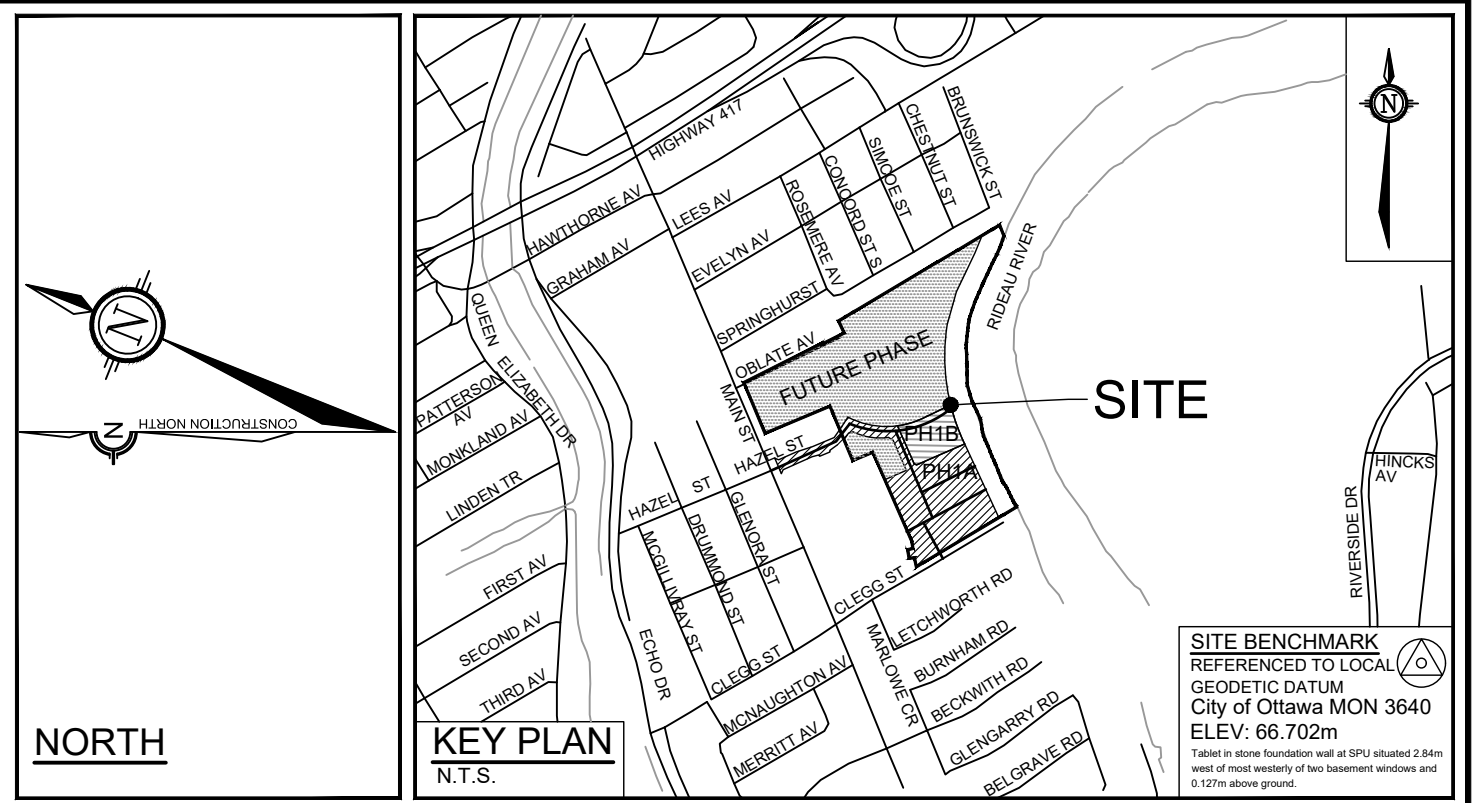 N
N
CONSTRUCTION NORTH
NORTH
N
HIGHWAY 417
BRUNSWICK ST
CHESTNUT ST
SIMCOE ST
CONCORD ST S
ROSEMERE AV
HAWTHORNE AV
LEES AV
GRAHAM AV
EVELYN AV
SPRINGHURST
OBLATE AV
RIDEAU RIVER
QUEEN ELIZABETH DR
FUTURE PHASE
MAIN ST
SITE
PATTERSON
AV
MONKLAND AV
LINDEN TR
HAZEL ST
HAZEL ST
PH1B
PH1A
GLENORA ST
DRUMMOND ST
MCGILLIVRAY ST
HINCKS
AV
RIVERSIDE DR
FIRST AV
SECOND AV
THIRD AV
ECHO DR
CLEGG ST
CLEGG ST
LETCHWORTH RD
MARLOWE CR
BURNHAM RD
BECKWITH RD
MCNAUGHTON AV
MERRITT AV
GLENGARRY RD
BELGRAVE RD
KEY PLAN
N.T.S.
SITE BENCHMARK
REFERENCED TO LOCAL
GEODETIC DATUM
City of Ottawa MON 3640
ELEV: 66.702m
Tablet in stone foundation wall at SPU situated 2.84m
west of most westerly of two basement windows and
0.127m above ground.